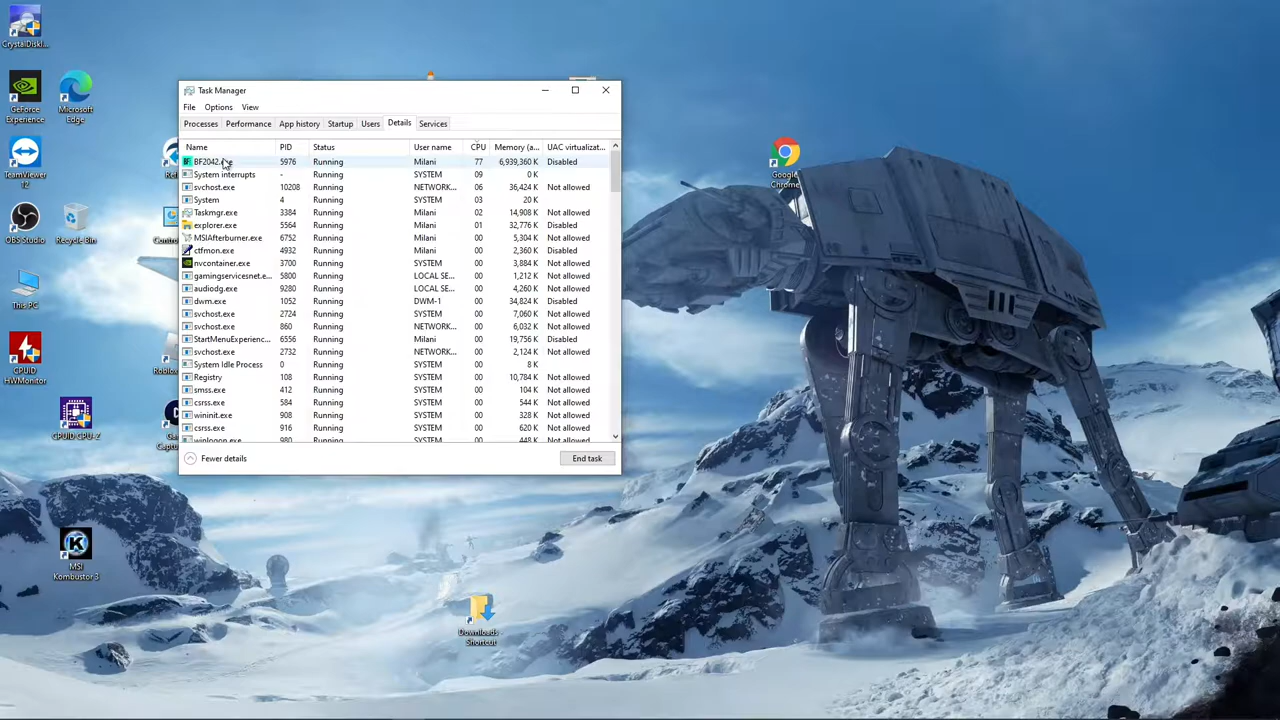 CrystalDiskI...
GeForce
Experience
Microsoft
Edge
TeamViewer
12
OBS Studio
Recycle Bin
This PC
CPUID
HWMonitor
CPUID CPU-Z
MSI
Kombustor 3
Google
Chrome
Downloads
Shortcut
Task Manager
File Options View
Processes Performance App history Startup Users Details Services
Name PID Status User name CPU Memory (a... UAC virtualizat...
5976 Running Milani 77 6,939,360 K Disabled
System interrupts - Running SYSTEM 09 0 K
svchost.exe 10208 Running NETWORK... 06 36,424 K Not allowed
System 4 Running SYSTEM 03 20 K
Taskmgr.exe 3384 Running Milani 02 14,908 K Not allowed
explorer.exe 5564 Running Milani 01 32,776 K Disabled
MSIAfterburner.exe 6752 Running Milani 00 5,304 K Not allowed
ctfmon.exe 4932 Running Milani 00 2,360 K Disabled
nvcontainer.exe 3700 Running SYSTEM 00 3,884 K Not allowed
gamingservicesnet.e... 5800 Running LOCAL SE... 00 1,212 K Not allowed
audiodg.exe 9280 Running LOCAL SE... 00 4,260 K Not allowed
dwm.exe 1052 Running DWM-1 00 34,824 K Disabled
svchost.exe 2724 Running SYSTEM 00 7,060 K Not allowed
svchost.exe 860 Running NETWORK... 00 6,032 K Not allowed
StartMenuExperienc... 6556 Running Milani 00 19,756 K Disabled
svchost.exe 2732 Running NETWORK... 00 2,124 K Not allowed
System Idle Process 0 Running SYSTEM 00 8 K
Registry 108 Running SYSTEM 00 10,784 K Not allowed
smss.exe 412 Running SYSTEM 00 104 K Not allowed
csrss.exe 584 Running SYSTEM 00 544 K Not allowed
wininit.exe 908 Running SYSTEM 00 328 K Not allowed
csrss.exe 916 Running SYSTEM 00 620 K Not allowed
winlogon.exe 980 Running SYSTEM 00 448 K Not allowed
Fewer details End task